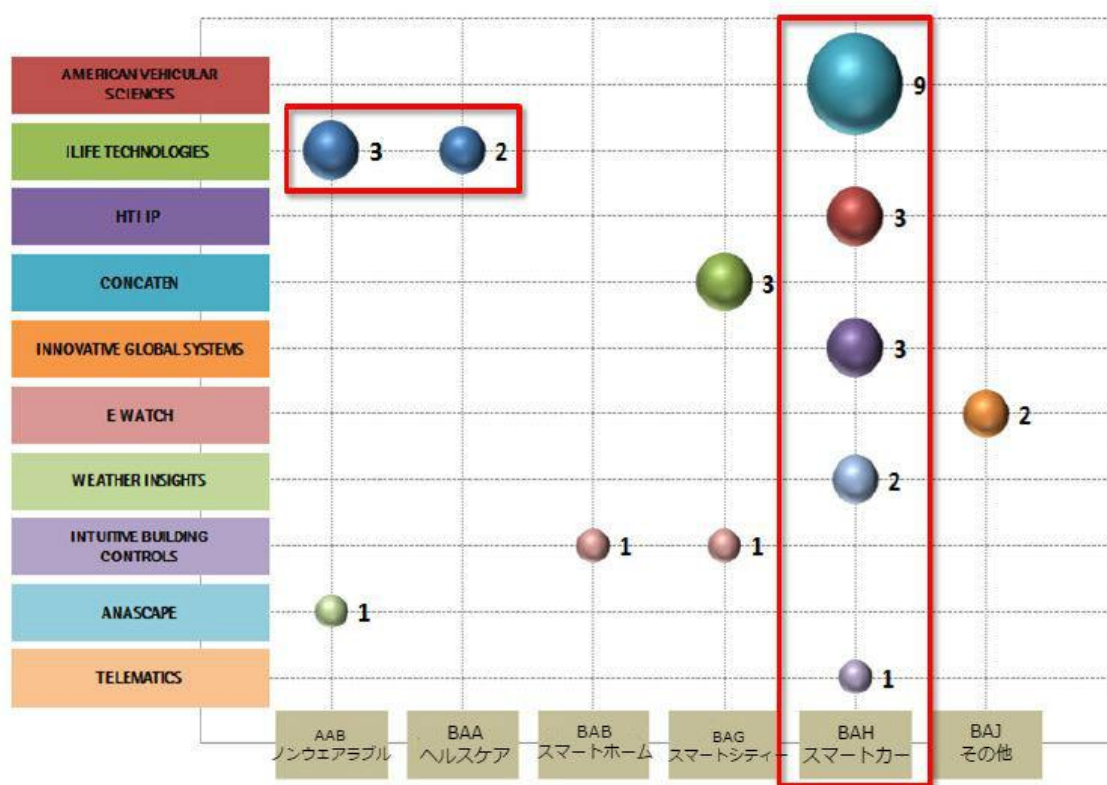 AMERICAN VEHICULAR
SCIENCES
9
ILIFE TECHNOLOGIES
3
2
HTI IP
3
CONCATEN
3
INNOVATIVE GLOBAL SYSTEMS
3
E WATCH
2
WEATHER INSIGHTS
2
INTUITIVE BUILDING
CONTROLS
1
1
ANASCAPE
1
TELEMATICS
1
AAB
ノンウェアラブル
BAA
ヘルスケア
BAB
スマートホーム
BAG
スマートシティー
BAH
スマートカー
BAJ
その他